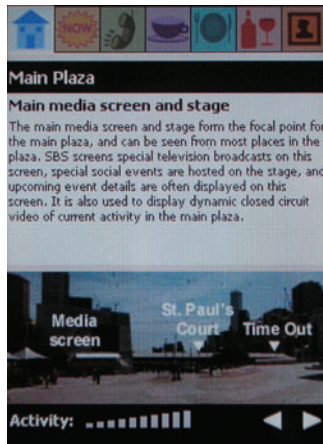 NOW
Main Plaza
Main media screen and stage
The main media screen and stage form the focal point for
the main plaza, and can be seen from most places in the
plaza. SBS screens special television broadcasts on this
screen, special social events are hosted on the stage, and
upcoming event details are often displayed on this
screen. It is also used to display dynamic closed circuit
video of current activity in the main plaza.
St. Paul's
Media Court Time Out
screen
Activity: